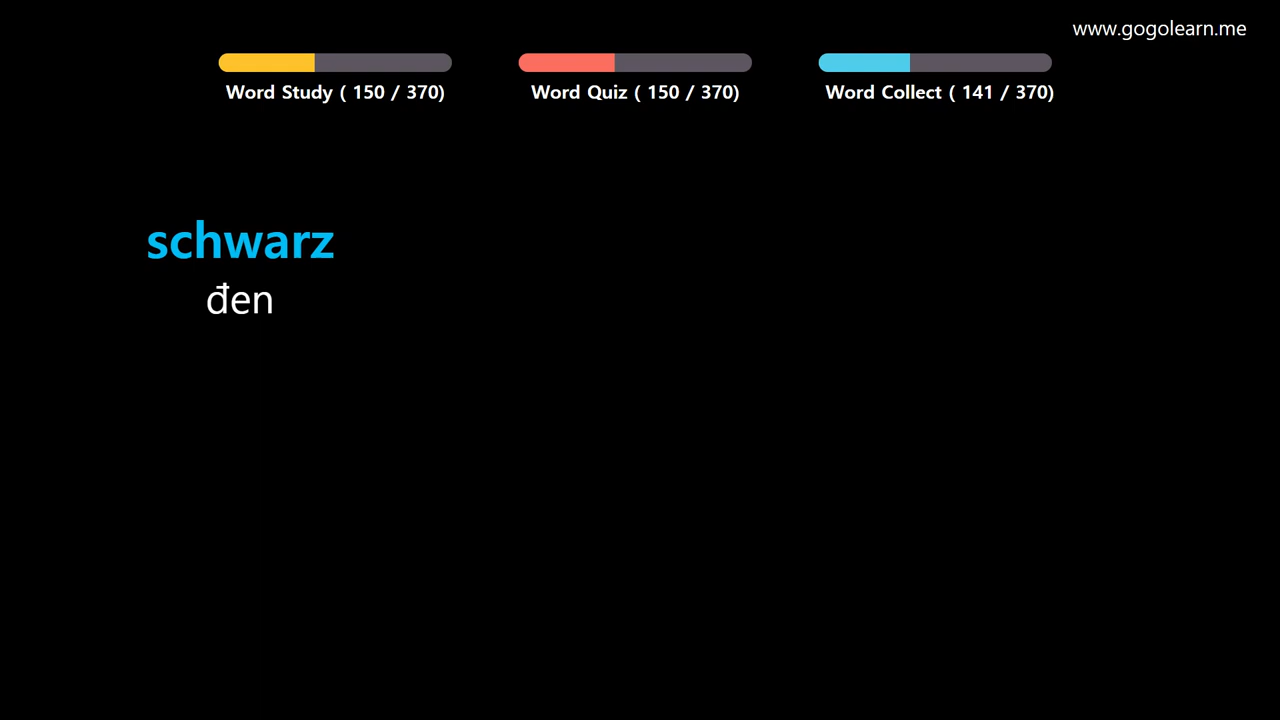 www.gogolearn.me
Word Study ( 150 / 370)
Word Quiz ( 150 / 370)
Word Collect ( 141 / 370)
schwarz
đen